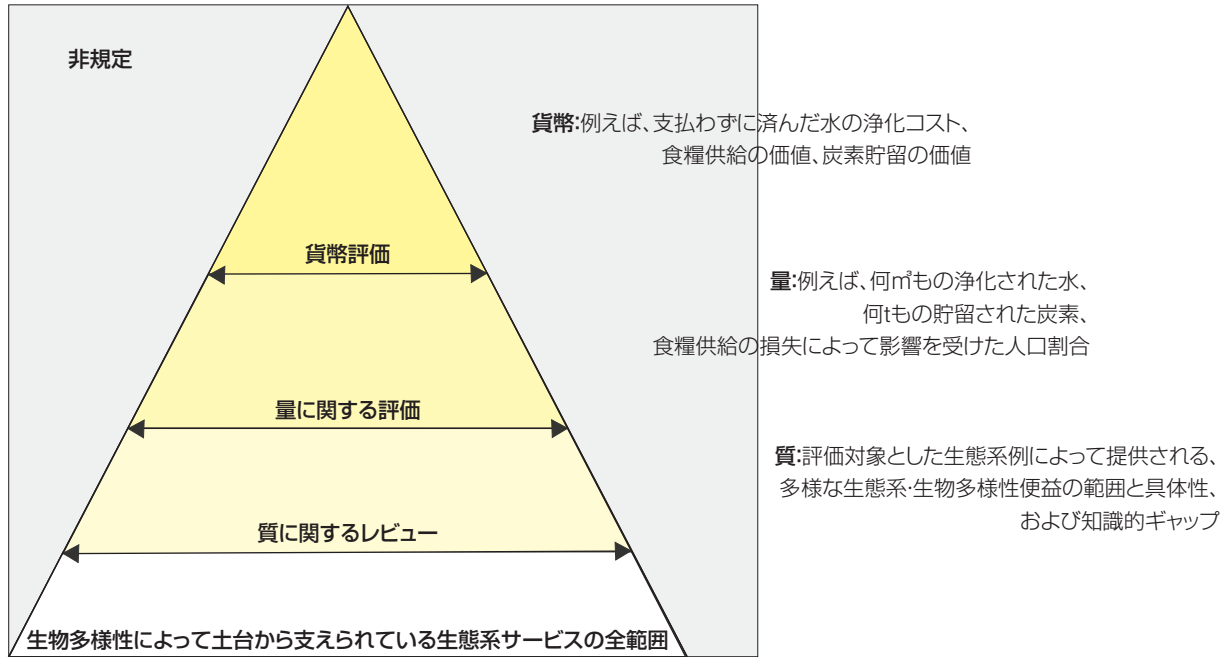 非規定
貨幣:例えば、支払わずに済んだ水の浄化コスト、
食糧供給の価値、炭素貯留の価値
貨幣評価
量:例えば、何㎥もの浄化された水、
何tもの貯留された炭素、
食糧供給の損失によって影響を受けた人口割合
量に関する評価
質:評価対象とした生態系例によって提供される、
多様な生態系・生物多様性便益の範囲と具体性、
および知識的ギャップ
質に関するレビュー
生物多様性によって土台から支えられている生態系サービスの全範囲